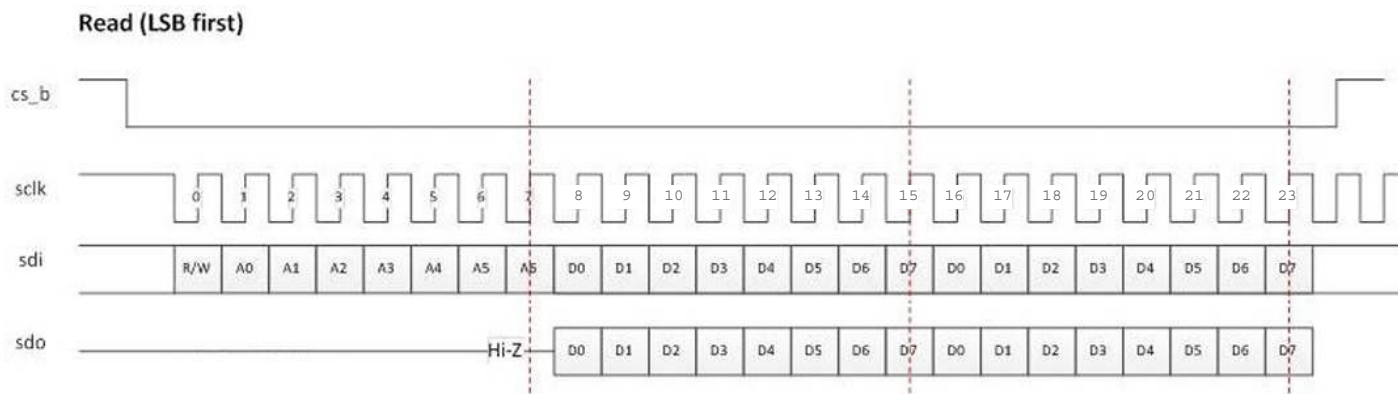 Read (LSB first)
cs_b
sclk 0 1 2 3 4 5 6 7 8 9 10 11 12 13 14 15 16 17 18 19 20 21 22 23
sdi R/W A0 A1 A2 A3 A4 A5 A6 D0 D1 D2 D3 D4 D5 D6 D7 D0 D1 D2 D3 D4 D5 D6 D7
sdo Hi-Z D0 D1 D2 D3 D4 D5 D6 D7 D0 D1 D2 D3 D4 D5 D6 D7